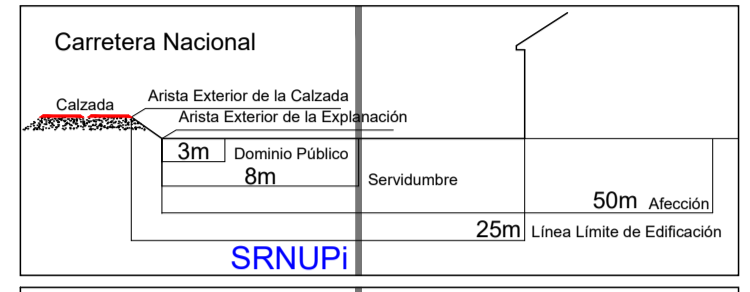 Carretera Nacional
Calzada
Arista Exterior de la Calzada
Arista Exterior de la Explanación
3m Dominio Público
8m Servidumbre
50m Afección
25m Línea Límite de Edificación
SRNUPi